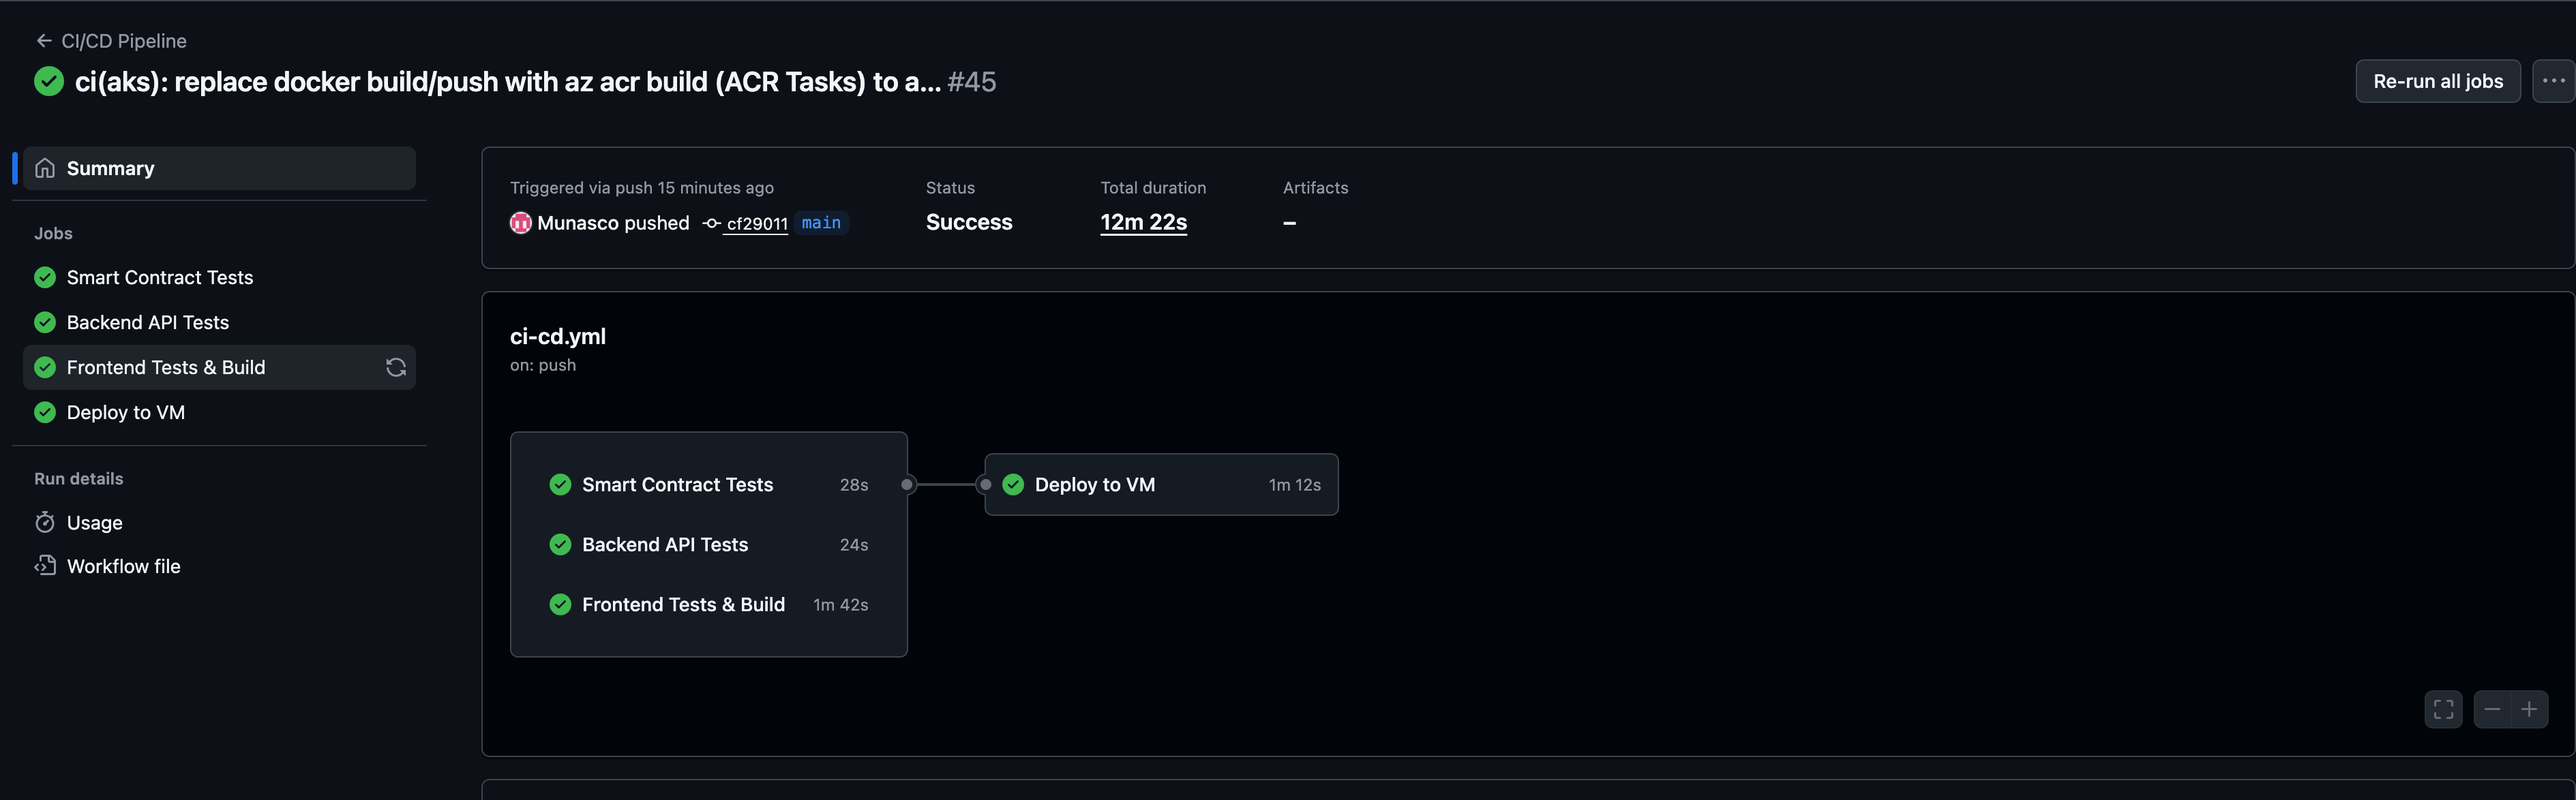 CI/CD Pipeline
ci(aks): replace docker build/push with az acr build (ACR Tasks) to a... #45
Re-run all jobs
Summary
Jobs
Smart Contract Tests
Backend API Tests
Frontend Tests & Build
Deploy to VM
Run details
Usage
Workflow file
Triggered via push 15 minutes ago
Munasco pushed cf29011 main
Status
Success
Total duration
12m 22s
Artifacts
–
ci-cd.yml
on: push
Smart Contract Tests 28s
Backend API Tests 24s
Frontend Tests & Build 1m 42s
Deploy to VM 1m 12s